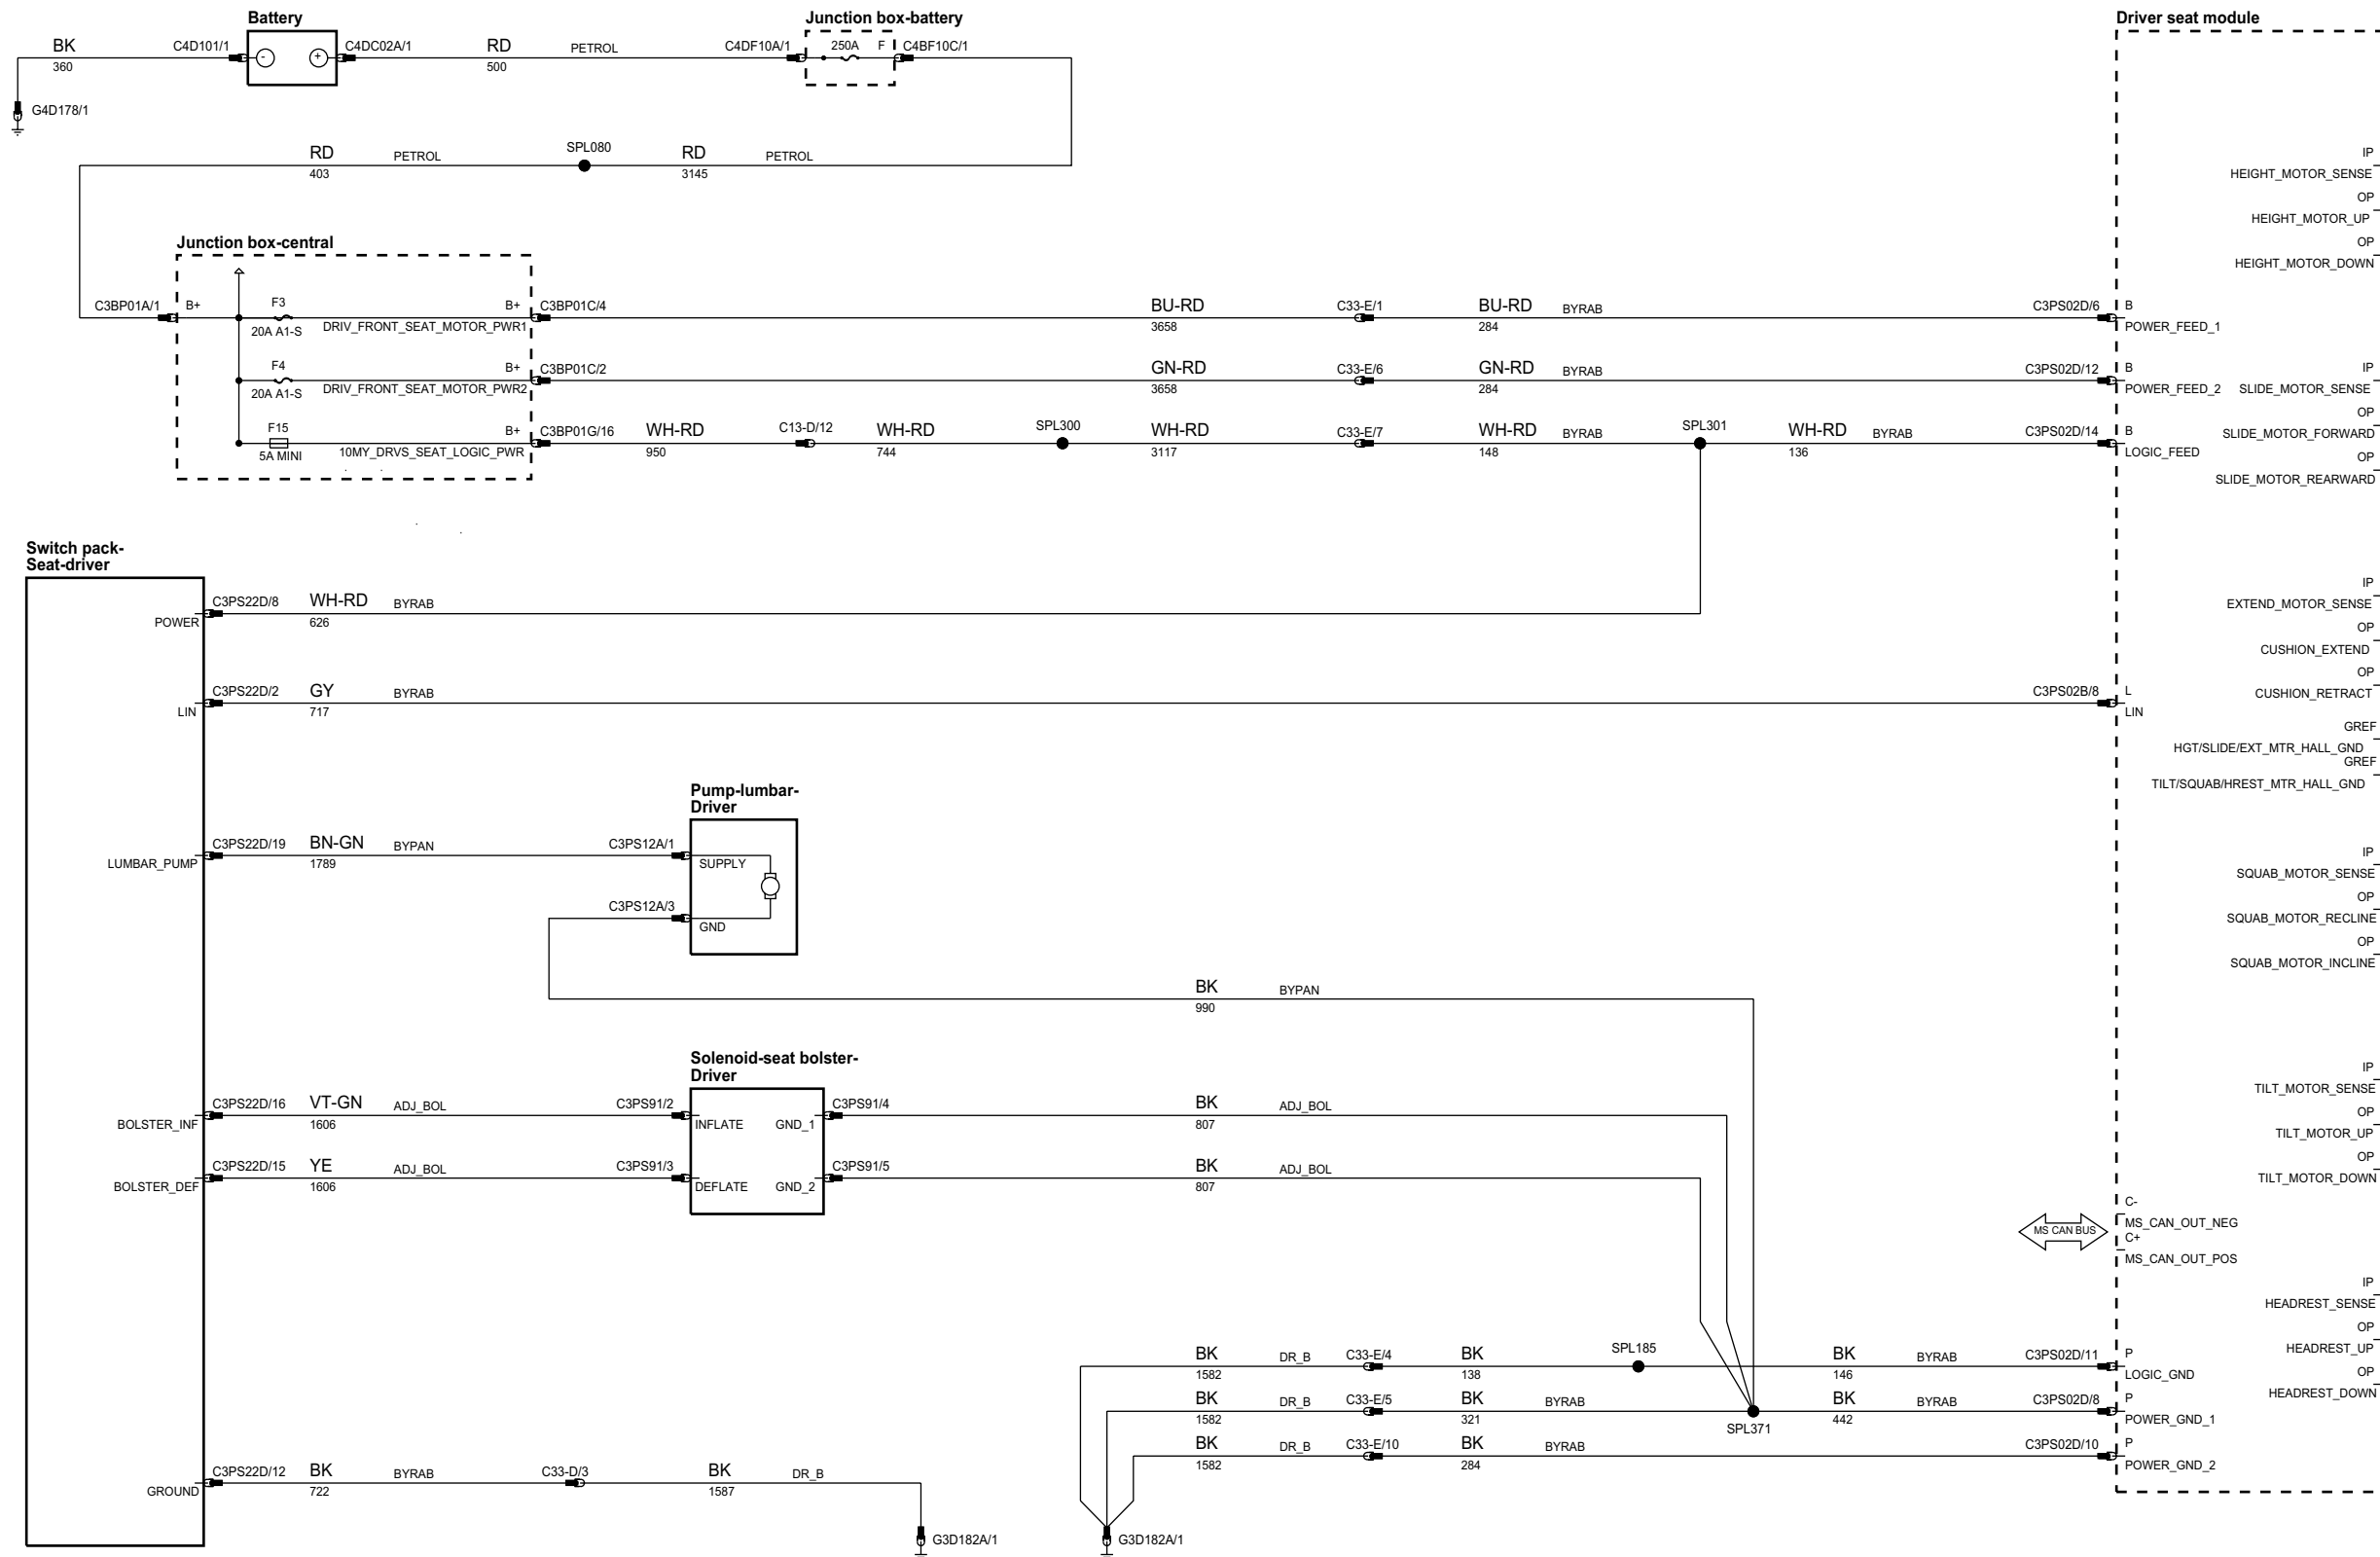 Battery
Junction box-battery
Driver seat module
BK
360
C4D101/1
-
+
C4DC02A/1
RD
500
PETROL
C4DF10A/1
250A
F
C4BF10C/1
G4D178/1
RD
403
PETROL
SPL080
RD
3145
PETROL
Junction box-central
C3BP01A/1
B+
F3
20A A1-S
B+
DRIV_FRONT_SEAT_MOTOR_PWR1
C3BP01C/4
BU-RD
3658
C33-E/1
BU-RD
284
BYRAB
C3PS02D/6
B
POWER_FEED_1
F4
20A A1-S
B+
DRIV_FRONT_SEAT_MOTOR_PWR2
C3BP01C/2
GN-RD
3658
C33-E/6
GN-RD
284
BYRAB
C3PS02D/12
B
POWER_FEED_2
F15
5A MINI
B+
10MY_DRVS_SEAT_LOGIC_PWR
C3BP01G/16
WH-RD
950
C13-D/12
WH-RD
744
SPL300
WH-RD
3117
C33-E/7
WH-RD
148
BYRAB
SPL301
WH-RD
136
BYRAB
C3PS02D/14
B
LOGIC_FEED
IP
HEIGHT_MOTOR_SENSE
OP
HEIGHT_MOTOR_UP
OP
HEIGHT_MOTOR_DOWN
IP
SLIDE_MOTOR_SENSE
OP
SLIDE_MOTOR_FORWARD
OP
SLIDE_MOTOR_REARWARD
Switch pack-
Seat-driver
POWER
C3PS22D/8
WH-RD
626
BYRAB
LIN
C3PS22D/2
GY
717
BYRAB
C3PS02B/8
L
LIN
IP
EXTEND_MOTOR_SENSE
OP
CUSHION_EXTEND
OP
CUSHION_RETRACT
GREF
HGT/SLIDE/EXT_MTR_HALL_GND
GREF
TILT/SQUAB/HREST_MTR_HALL_GND
Pump-lumbar-
Driver
LUMBAR_PUMP
C3PS22D/19
BN-GN
1789
BYPAN
C3PS12A/1
SUPPLY
C3PS12A/3
GND
BK
990
BYPAN
IP
SQUAB_MOTOR_SENSE
OP
SQUAB_MOTOR_RECLINE
OP
SQUAB_MOTOR_INCLINE
Solenoid-seat bolster-
Driver
BOLSTER_INF
C3PS22D/16
VT-GN
1606
ADJ_BOL
C3PS91/2
INFLATE
GND_1
C3PS91/4
BK
807
ADJ_BOL
BOLSTER_DEF
C3PS22D/15
YE
1606
ADJ_BOL
C3PS91/3
DEFLATE
GND_2
C3PS91/5
BK
807
ADJ_BOL
IP
TILT_MOTOR_SENSE
OP
TILT_MOTOR_UP
OP
TILT_MOTOR_DOWN
MS CAN BUS
C-
MS_CAN_OUT_NEG
C+
MS_CAN_OUT_POS
IP
HEADREST_SENSE
OP
HEADREST_UP
OP
HEADREST_DOWN
BK
1582
DR_B
C33-E/4
BK
138
SPL185
BK
146
BYRAB
C3PS02D/11
P
LOGIC_GND
BK
1582
DR_B
C33-E/5
BK
321
BYRAB
SPL371
BK
442
BYRAB
C3PS02D/8
P
POWER_GND_1
BK
1582
DR_B
C33-E/10
BK
284
BYRAB
C3PS02D/10
P
POWER_GND_2
GROUND
C3PS22D/12
BK
722
BYRAB
C33-D/3
BK
1587
DR_B
G3D182A/1
G3D182A/1